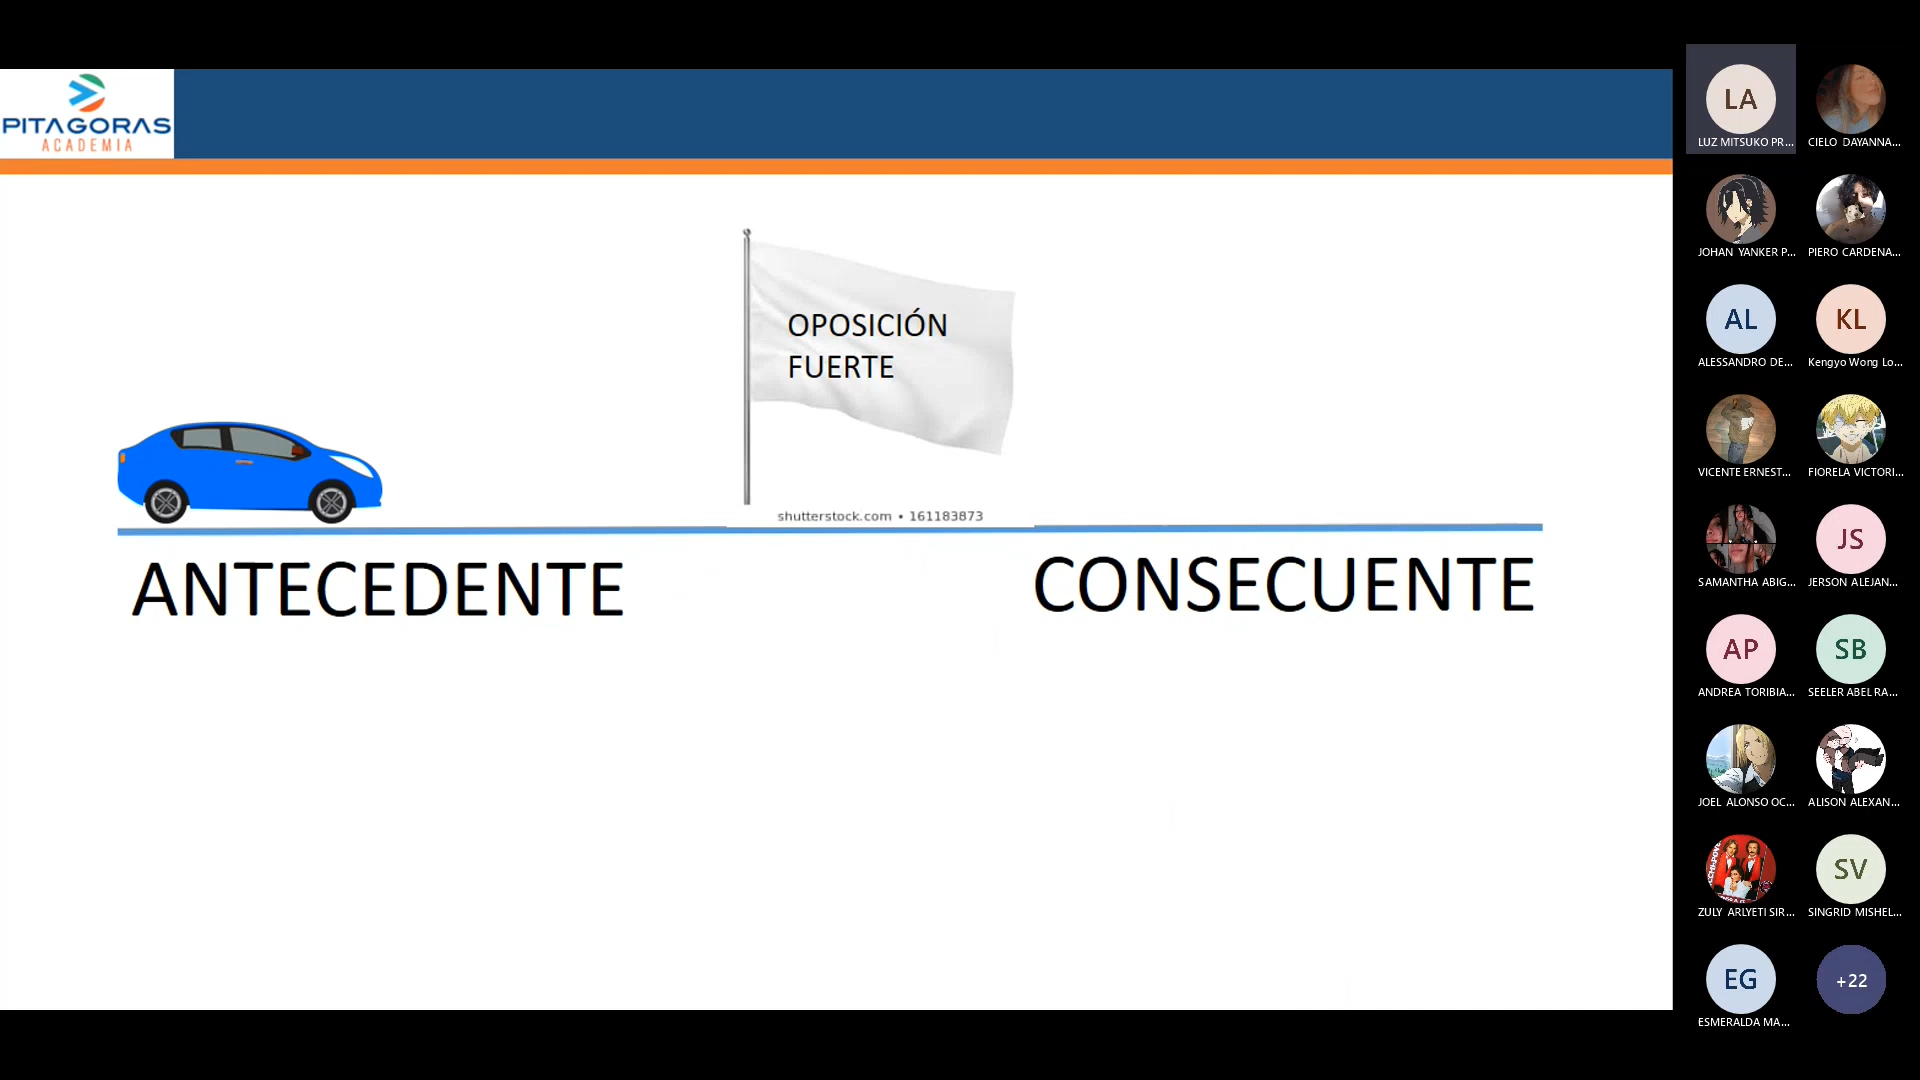 PITAGORAS
ACADEMIA
OPOSICIÓN
FUERTE
shutterstock.com • 161183873
ANTECEDENTE
CONSECUENTE
LA
LUZ MITSUKO PR...
CIELO DAYANNA...
JOHAN YANKER P...
PIERO CARDENA...
AL
ALESSANDRO DE...
KL
Kengyo Wong Lo...
VICENTE ERNEST...
FIORELA VICTORI...
SAMANTHA ABIG...
JS
JERSON ALEJAN...
AP
ANDREA TORIBIA...
SB
SEELER ABEL RA...
JOEL ALONSO OC...
ALISON ALEXAN...
ZULY ARLYETI SIR...
SV
SINGRID MISHEL...
EG
ESMERALDA MA...
+22